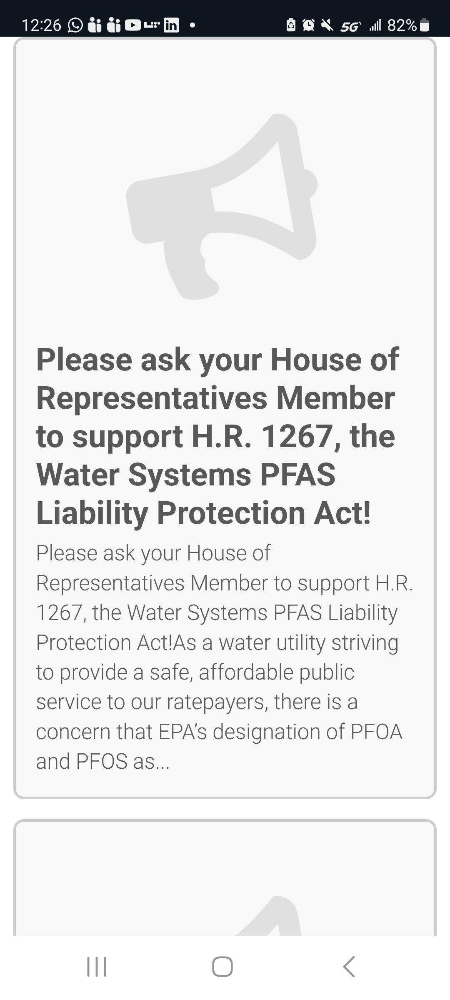 12:26 in 5G 82%
Please ask your House of
Representatives Member
to support H.R. 1267, the
Water Systems PFAS
Liability Protection Act!
Please ask your House of
Representatives Member to support H.R.
1267, the Water Systems PFAS Liability
Protection Act!As a water utility striving
to provide a safe, affordable public
service to our ratepayers, there is a
concern that EPA’s designation of PFOA
and PFOS as...